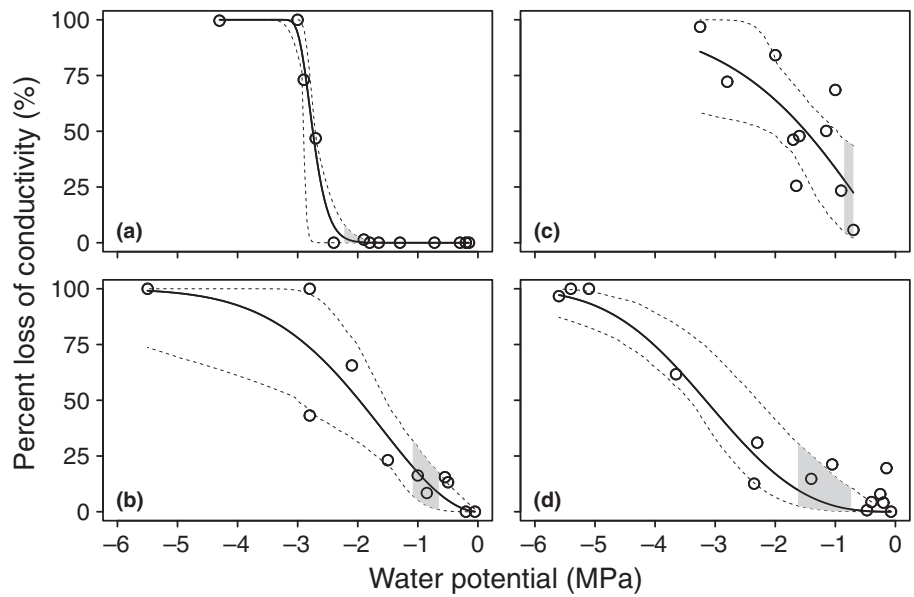 Percent loss of conductivity (%)
100
75
50
25
0
(a)
(c)
100
75
50
25
0
(b)
(d)
−6 −5 −4 −3 −2 −1 0
−6 −5 −4 −3 −2 −1 0
Water potential (MPa)